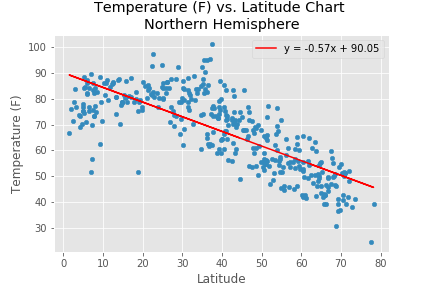 Temperature (F) vs. Latitude Chart
Northern Hemisphere
y = -0.57x + 90.05
100
90
80
70
60
50
40
30
Temperature (F)
0 10 20 30 40 50 60 70 80
Latitude